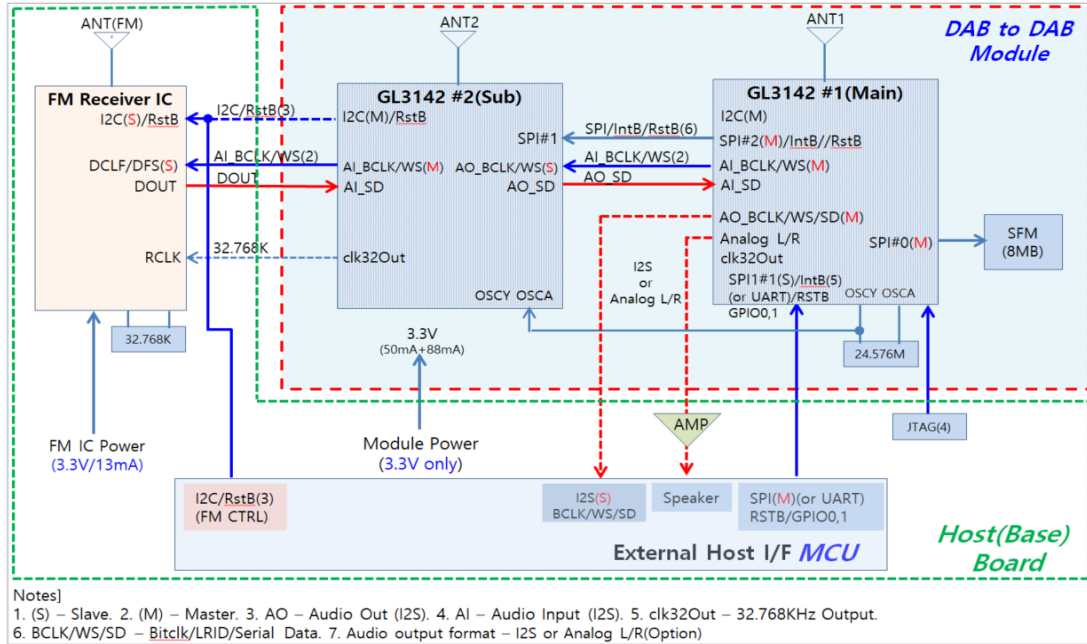 ANT(FM)
ANT2
ANT1
DAB to DAB
Module
FM Receiver IC
I2C(S)/RstB
DCLF/DFS(S)
DOUT
RCLK
32.768K
I2C/RstB(3)
AI_BCLK/WS(2)
DOUT
32.768K
GL3142 #2(Sub)
I2C(M)/RstB
SPI#1
AI_BCLK/WS(M)
AO_BCLK/WS(S)
AI_SD
AO_SD
clk32Out
OSCY OSCA
SPI/IntB/RstB(6)
AI_BCLK/WS(2)
AO_SD
GL3142 #1(Main)
I2C(M)
SPI#2(M)/IntB//RstB
AI_BCLK/WS(M)
AI_SD
AO_BCLK/WS/SD(M)
Analog L/R
SPI#0(M)
clk32Out
SPI1#1(S)/IntB(5)
(or UART)/RSTB
OSCY OSCA
GPIO0,1
SFM
(8MB)
I2S
or
Analog L/R
24.576M
3.3V
(50mA+88mA)
JTAG(4)
AMP
FM IC Power
(3.3V/13mA)
Module Power
(3.3V only)
I2C/RstB(3)
(FM CTRL)
I2S(S)
BCLK/WS/SD
Speaker
SPI(M)(or UART)
RSTB/GPIO0,1
External Host I/F MCU
Host(Base)
Board
Notes]
1. (S) – Slave. 2. (M) – Master. 3. AO – Audio Out (I2S). 4. AI – Audio Input (I2S). 5. clk32Out – 32.768KHz Output.
6. BCLK/WS/SD – Bitclk/LRID/Serial Data. 7. Audio output format – I2S or Analog L/R(Option)